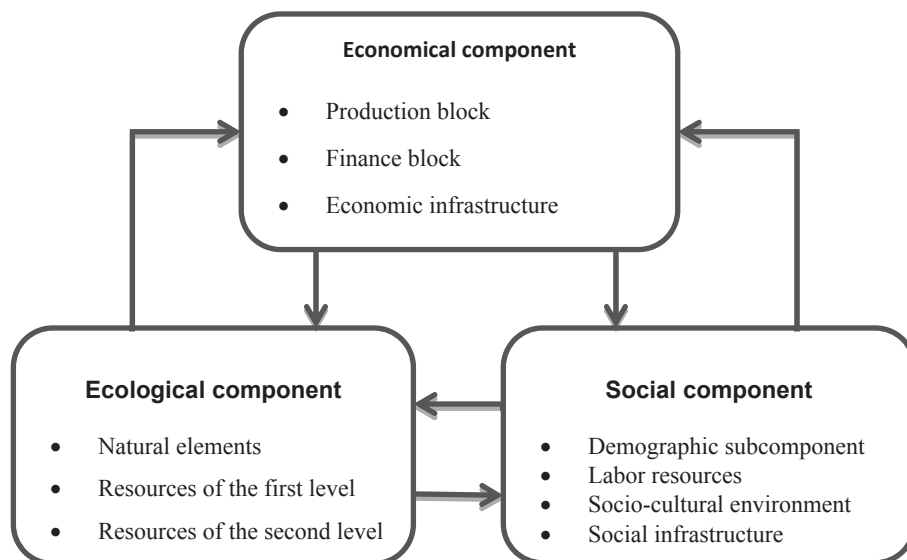 Economical component
• Production block
• Finance block
• Economic infrastructure
Ecological component
• Natural elements
• Resources of the first level
• Resources of the second level
Social component
• Demographic subcomponent
• Labor resources
• Socio-cultural environment
• Social infrastructure